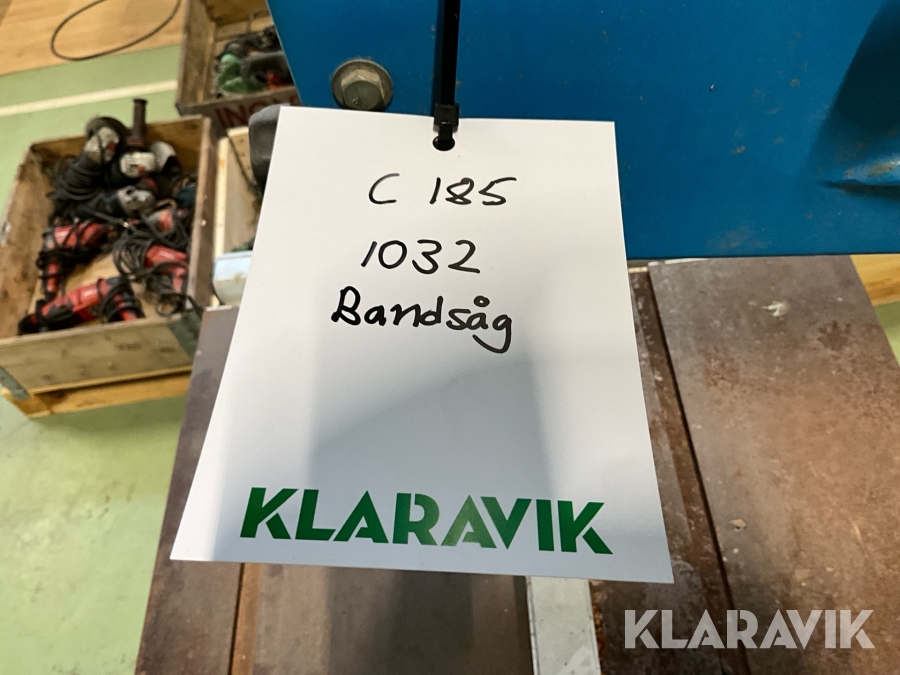 C 185
1032
Bandsåg
KLARAVIK
KLARAVIK